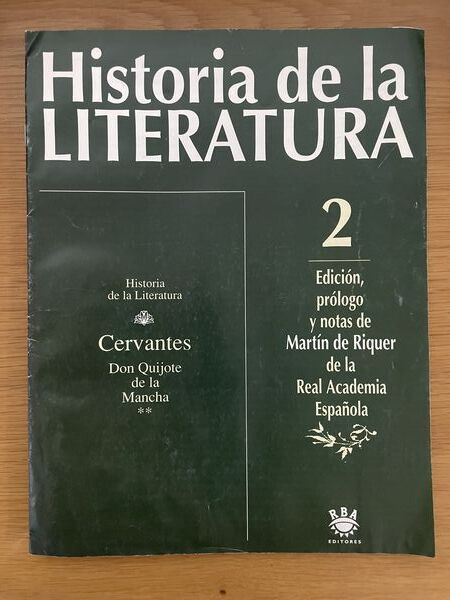 Historia de la
LITERATURA
Historia
de la Literatura
Cervantes
Don Quijote
de la
Mancha
**
2
Edición,
prólogo
y notas de
Martín de Riquer
de la
Real Academia
Española
RBA
EDITORES